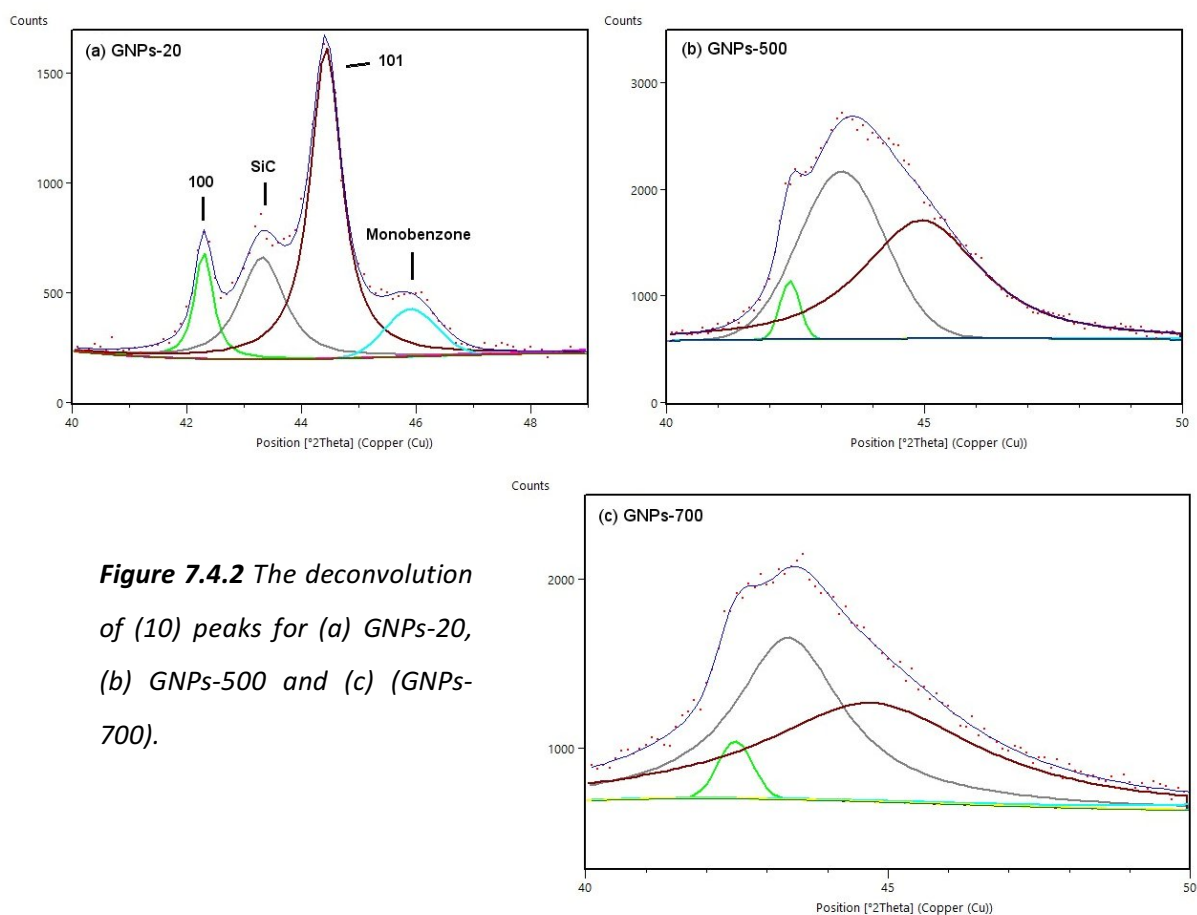 Counts
(a) GNPs-20
1500
1000
500
0
100
SiC
101
Monobenzone
40
42
44
46
48
Position [°2Theta] (Copper (Cu))
Counts
(b) GNPs-500
3000
2000
1000
0
40
45
50
Position [°2Theta] (Copper (Cu))
Counts
(c) GNPs-700
2000
1000
40
45
50
Position [°2Theta] (Copper (Cu))
Figure 7.4.2 The deconvolution
of (10) peaks for (a) GNPs-20,
(b) GNPs-500 and (c) (GNPs-
700).